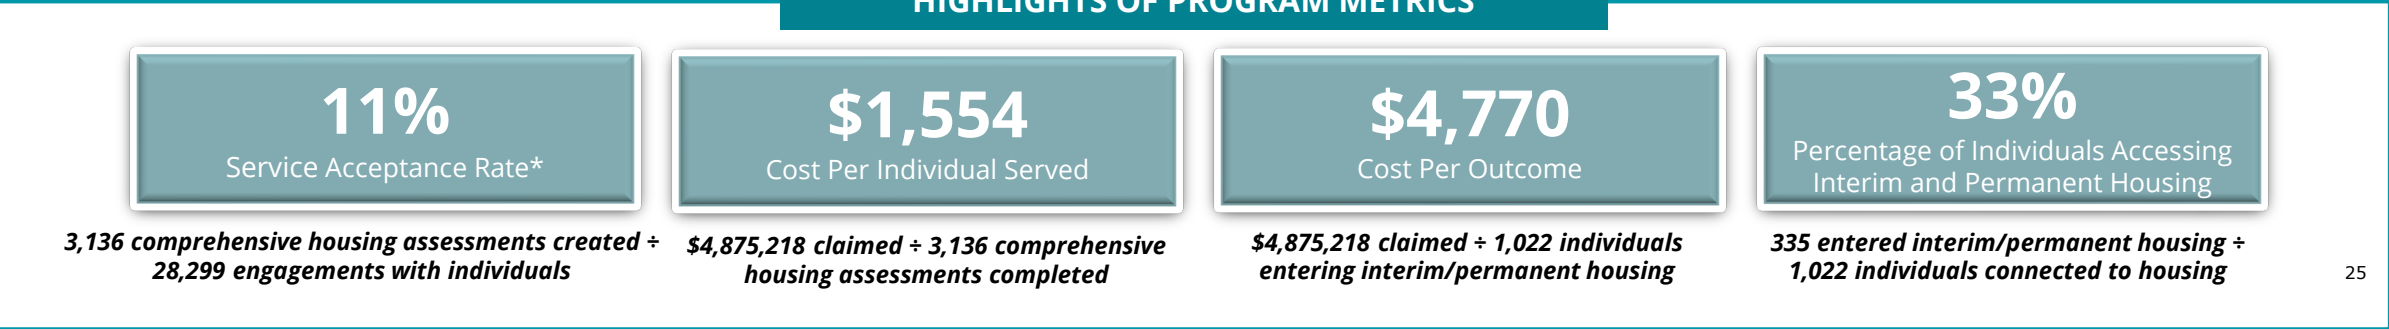 HIGHLIGHTS OF PROGRAM METRICS
11%
Service Acceptance Rate*
3,136 comprehensive housing assessments created ÷
28,299 engagements with individuals
$1,554
Cost Per Individual Served
$4,875,218 claimed ÷ 3,136 comprehensive
housing assessments completed
$4,770
Cost Per Outcome
$4,875,218 claimed ÷ 1,022 individuals
entering interim/permanent housing
33%
Percentage of Individuals Accessing
Interim and Permanent Housing
335 entered interim/permanent housing ÷
1,022 individuals connected to housing
25